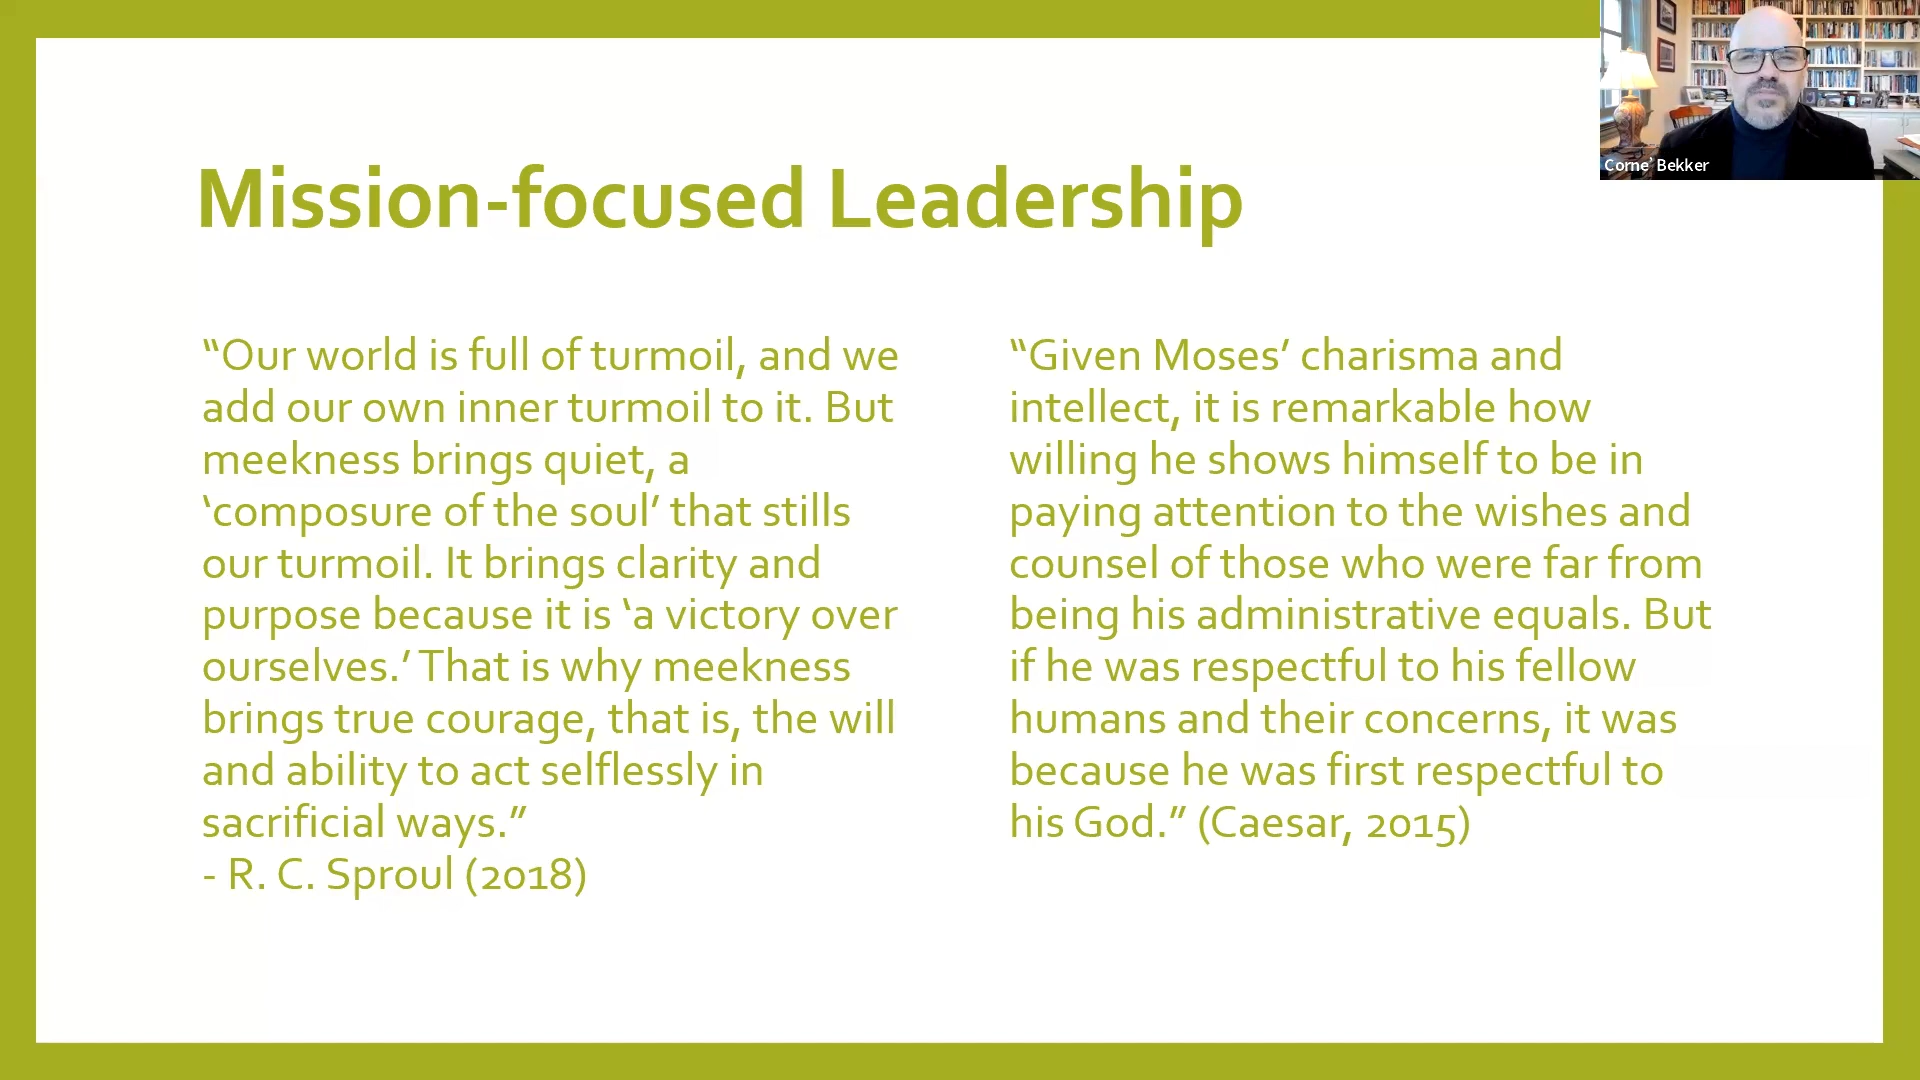 Mission-focused Leadership
“Our world is full of turmoil, and we
add our own inner turmoil to it. But
meekness brings quiet, a
‘composure of the soul’ that stills
our turmoil. It brings clarity and
purpose because it is ‘a victory over
ourselves.’ That is why meekness
brings true courage, that is, the will
and ability to act selflessly in
sacrificial ways.”
- R. C. Sproul (2018)
“Given Moses’ charisma and
intellect, it is remarkable how
willing he shows himself to be in
paying attention to the wishes and
counsel of those who were far from
being his administrative equals. But
if he was respectful to his fellow
humans and their concerns, it was
because he was first respectful to
his God.” (Caesar, 2015)
Corne’ Bekker